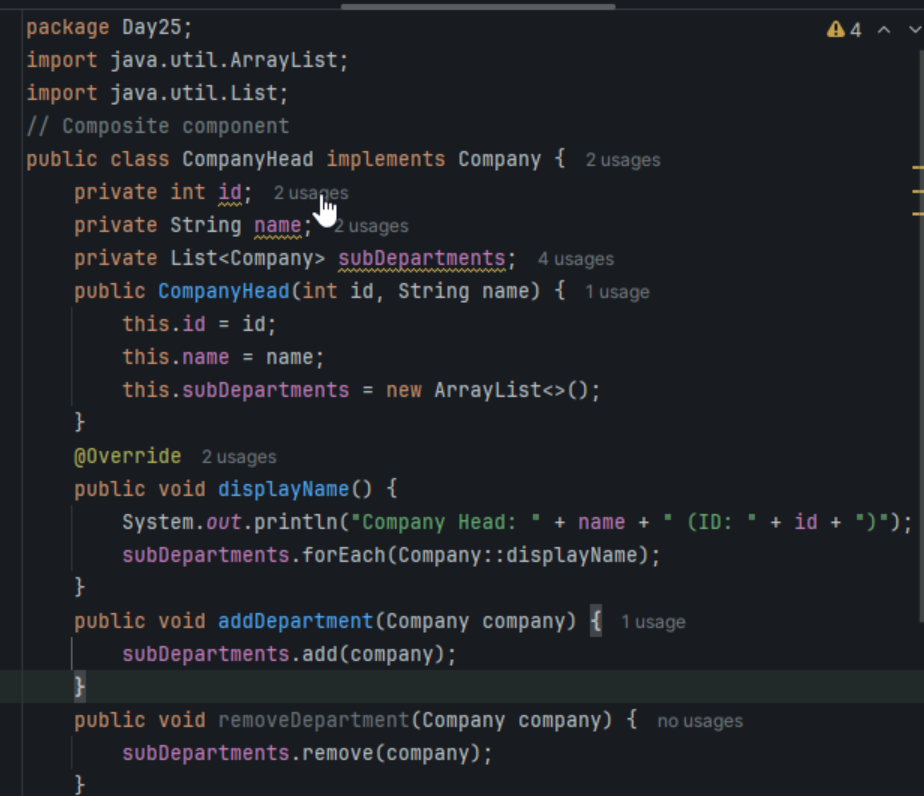 package Day25;
4
import java.util.ArrayList;
import java.util.List;
// Composite component
public class CompanyHead implements Company { 2 usages
    private int id; 2 usages
    private String name; 2 usages
    private List<Company> subDepartments; 4 usages
    public CompanyHead(int id, String name) { 1 usage
        this.id = id;
        this.name = name;
        this.subDepartments = new ArrayList<>();
    }
    @Override 2 usages
    public void displayName() {
        System.out.println("Company Head: " + name + " (ID: " + id + ")");
        subDepartments.forEach(Company::displayName);
    }
    public void addDepartment(Company company) { 1 usage
        subDepartments.add(company);
    }
    public void removeDepartment(Company company) { no usages
        subDepartments.remove(company);
    }